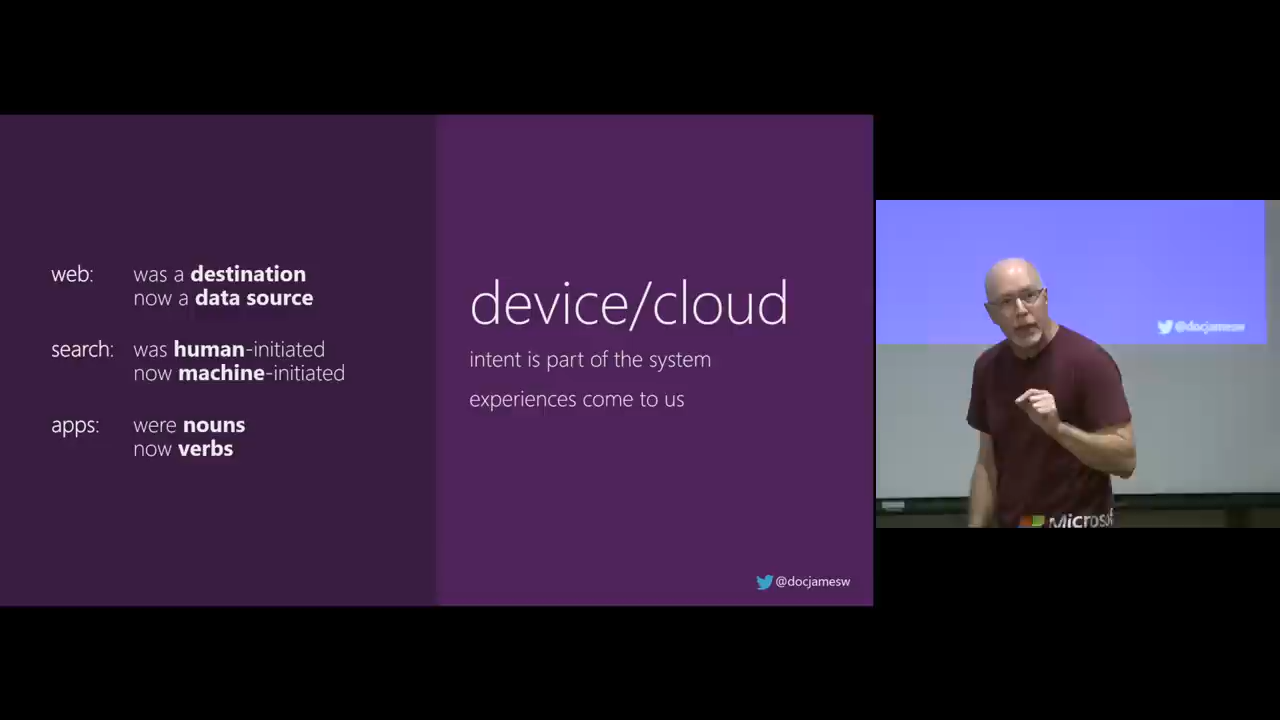 web: was a destination
now a data source
search: was human-initiated
now machine-initiated
apps: were nouns
now verbs
device/cloud
intent is part of the system
experiences come to us
@docjamesw
@docjamesw
Microsoft